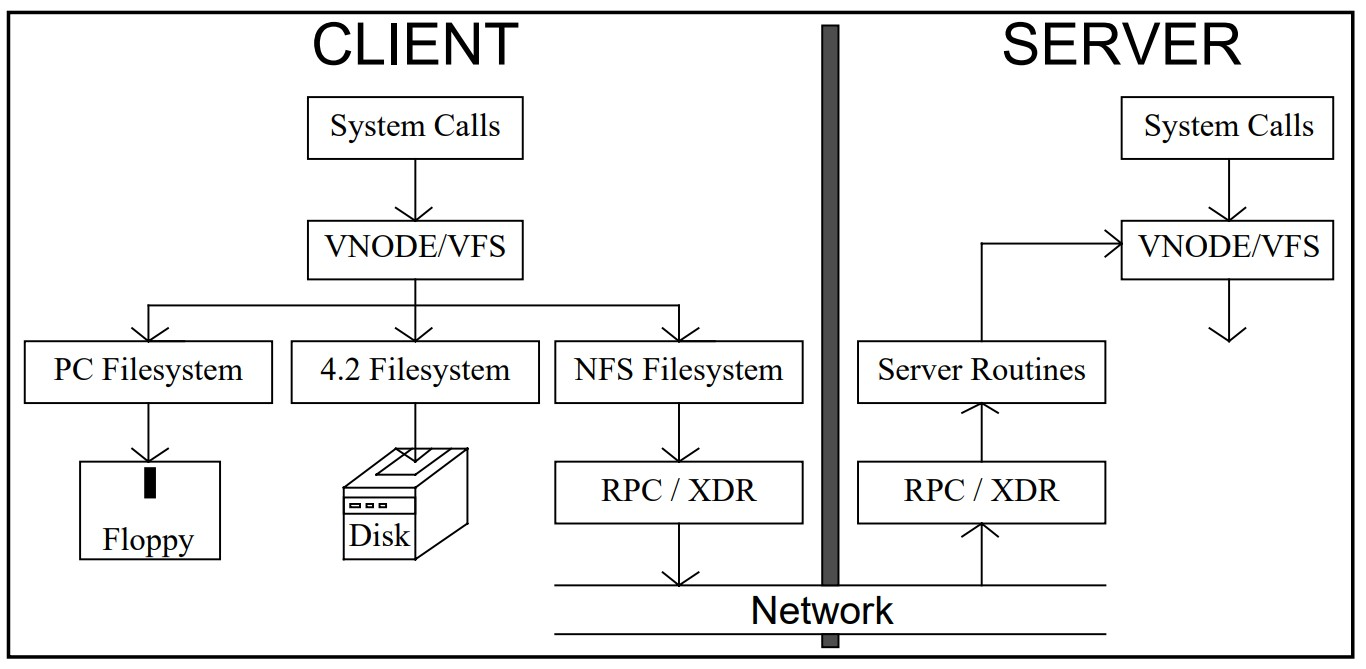 CLIENT
SERVER
System Calls
System Calls
VNODE/VFS
VNODE/VFS
PC Filesystem
4.2 Filesystem
NFS Filesystem
Server Routines
RPC / XDR
RPC / XDR
Floppy
Disk
Network